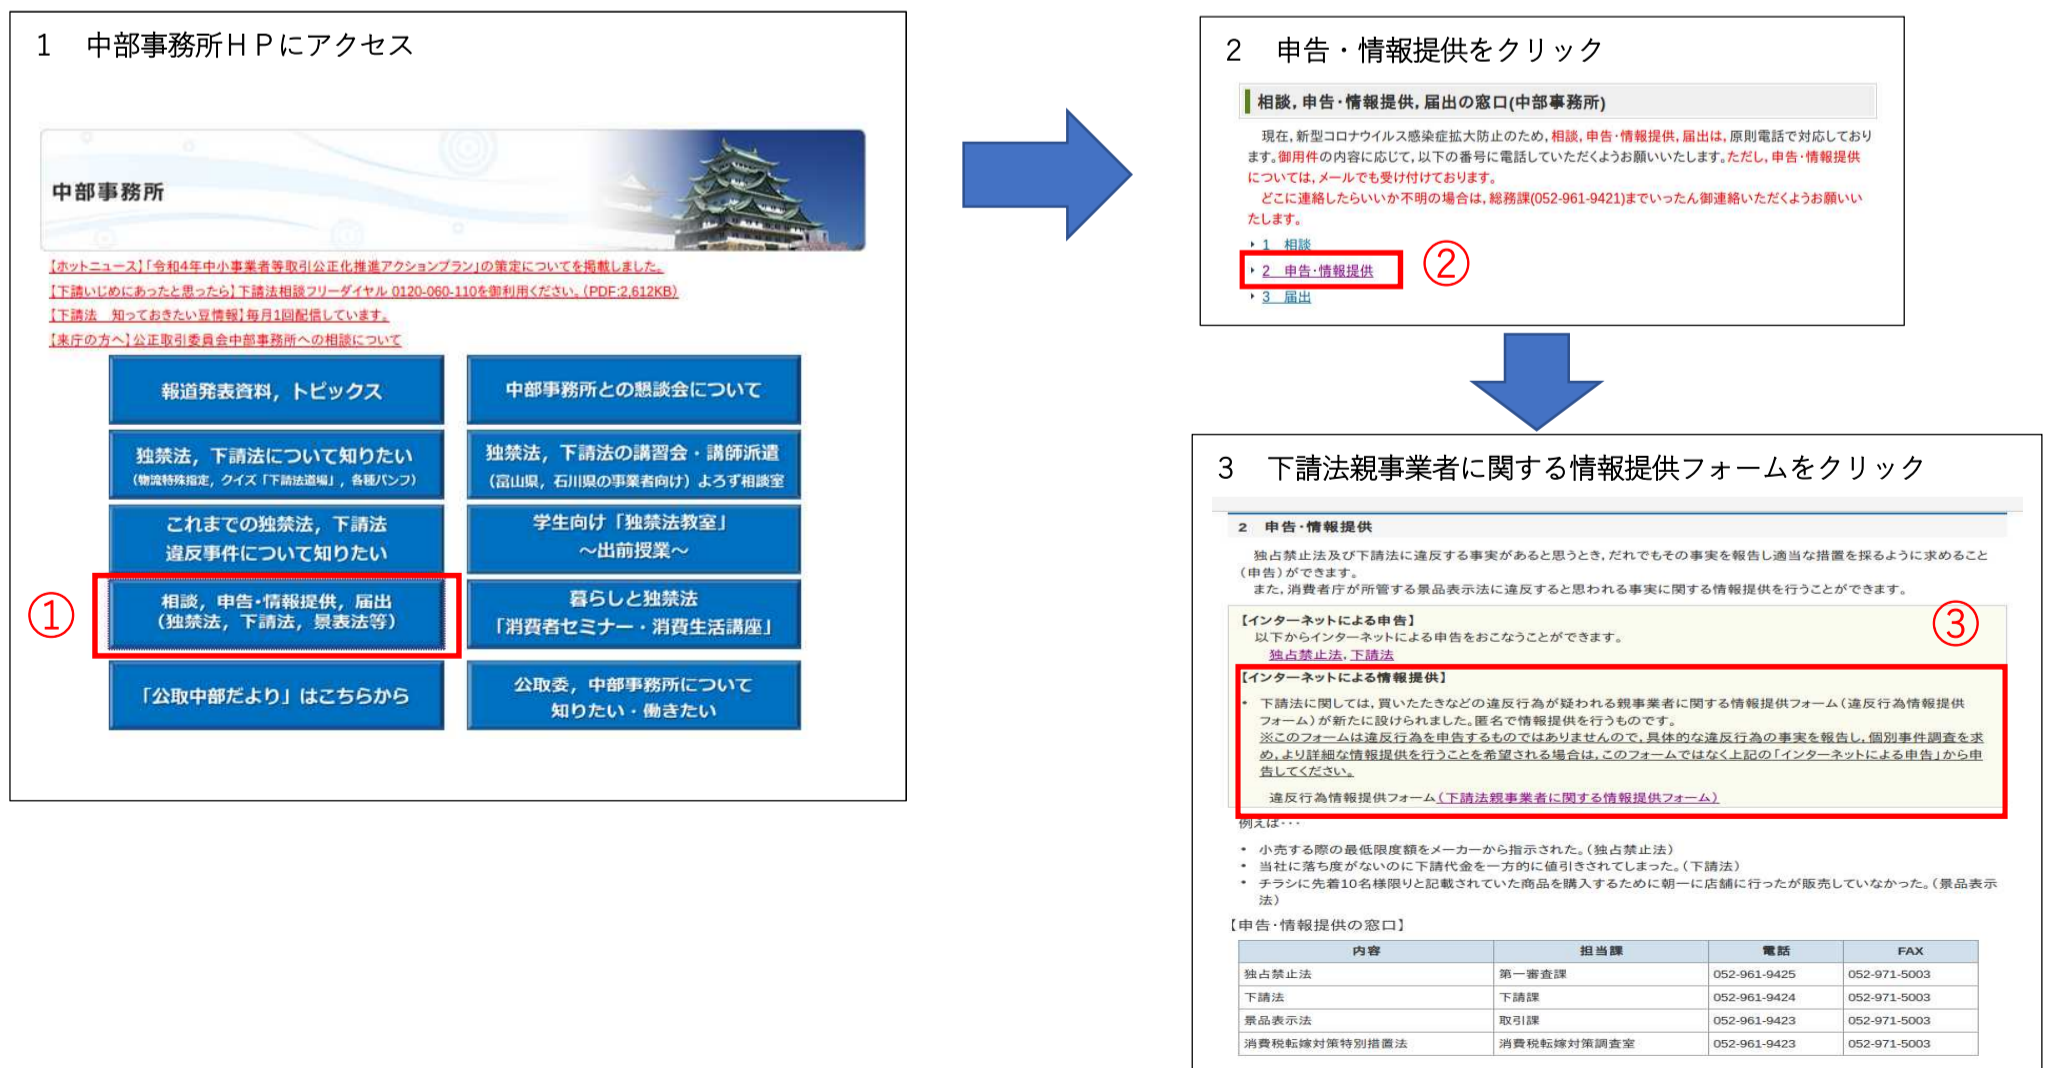 1　中部事務所ＨＰにアクセス
中部事務所
【ホットニュース】「令和4年中小事業者等取引公正化推進アクションプラン」の策定についてを掲載しました。
【下請いじめにあったと思ったら】下請法相談フリーダイヤル 0120-060-110を御利用ください。（PDF:2,612KB）
【下請法　知っておきたい豆情報】毎月1回配信しています。
【来庁の方へ】公正取引委員会中部事務所への相談について
報道発表資料，トピックス
中部事務所との懇談会について
独禁法，下請法について知りたい
（物流特殊指定，クイズ「下請法道場」，各種パンフ）
独禁法，下請法の講習会・講師派遣
（富山県，石川県の事業者向け）よろず相談室
これまでの独禁法，下請法
違反事件について知りたい
学生向け「独禁法教室」
～出前授業～
①
相談，申告・情報提供，届出
（独禁法，下請法，景表法等）
暮らしと独禁法
「消費者セミナー・消費生活講座」
「公取中部だより」はこちらから
公取委，中部事務所について
知りたい・働きたい
2　申告・情報提供をクリック
相談，申告・情報提供，届出の窓口(中部事務所)
現在，新型コロナウイルス感染症拡大防止のため，相談，申告・情報提供，届出は，原則電話で対応しており
ます。御用件の内容に応じて，以下の番号に電話していただくようお願いいたします。ただし，申告・情報提供
については，メールでも受け付けております。
どこに連絡したらいいか不明の場合は，総務課(052-961-9421)までいったん御連絡いただくようお願いい
たします。
1　相談
2　申告・情報提供
②
3　届出
3　下請法親事業者に関する情報提供フォームをクリック
2　申告・情報提供
独占禁止法及び下請法に違反する事実があると思うとき，だれでもその事実を報告し適当な措置を採るように求めること
（申告）ができます。
また，消費者庁が所管する景品表示法に違反すると思われる事実に関する情報提供を行うことができます。
【インターネットによる申告】
③
以下からインターネットによる申告をおこなうことができます。
独占禁止法，下請法
【インターネットによる情報提供】
・ 下請法に関しては，買いたたきなどの違反行為が疑われる親事業者に関する情報提供フォーム（違反行為情報提供
フォーム）が新たに設けられました。匿名で情報提供を行うものです。
※このフォームは違反行為を申告するものではありませんので，具体的な違反行為の事実を報告し，個別事件調査を求
め，より詳細な情報提供を行うことを希望される場合は，このフォームではなく上記の「インターネットによる申告」から申
告してください。
違反行為情報提供フォーム（下請法親事業者に関する情報提供フォーム）
例えば・・・
・ 小売する際の最低限度額をメーカーから指示された。（独占禁止法）
・ 当社に落ち度がないのに下請代金を一方的に値引きされてしまった。（下請法）
・ チラシに先着10名様限りと記載されていた商品を購入するために朝一に店舗に行ったが販売していなかった。（景品表示
法）
【申告・情報提供の窓口】
内容 担当課 電話 FAX
独占禁止法 第一審査課 052-961-9425 052-971-5003
下請法 下請課 052-961-9424 052-971-5003
景品表示法 取引課 052-961-9423 052-971-5003
消費税転嫁対策特別措置法 消費税転嫁対策調査室 052-961-9423 052-971-5003